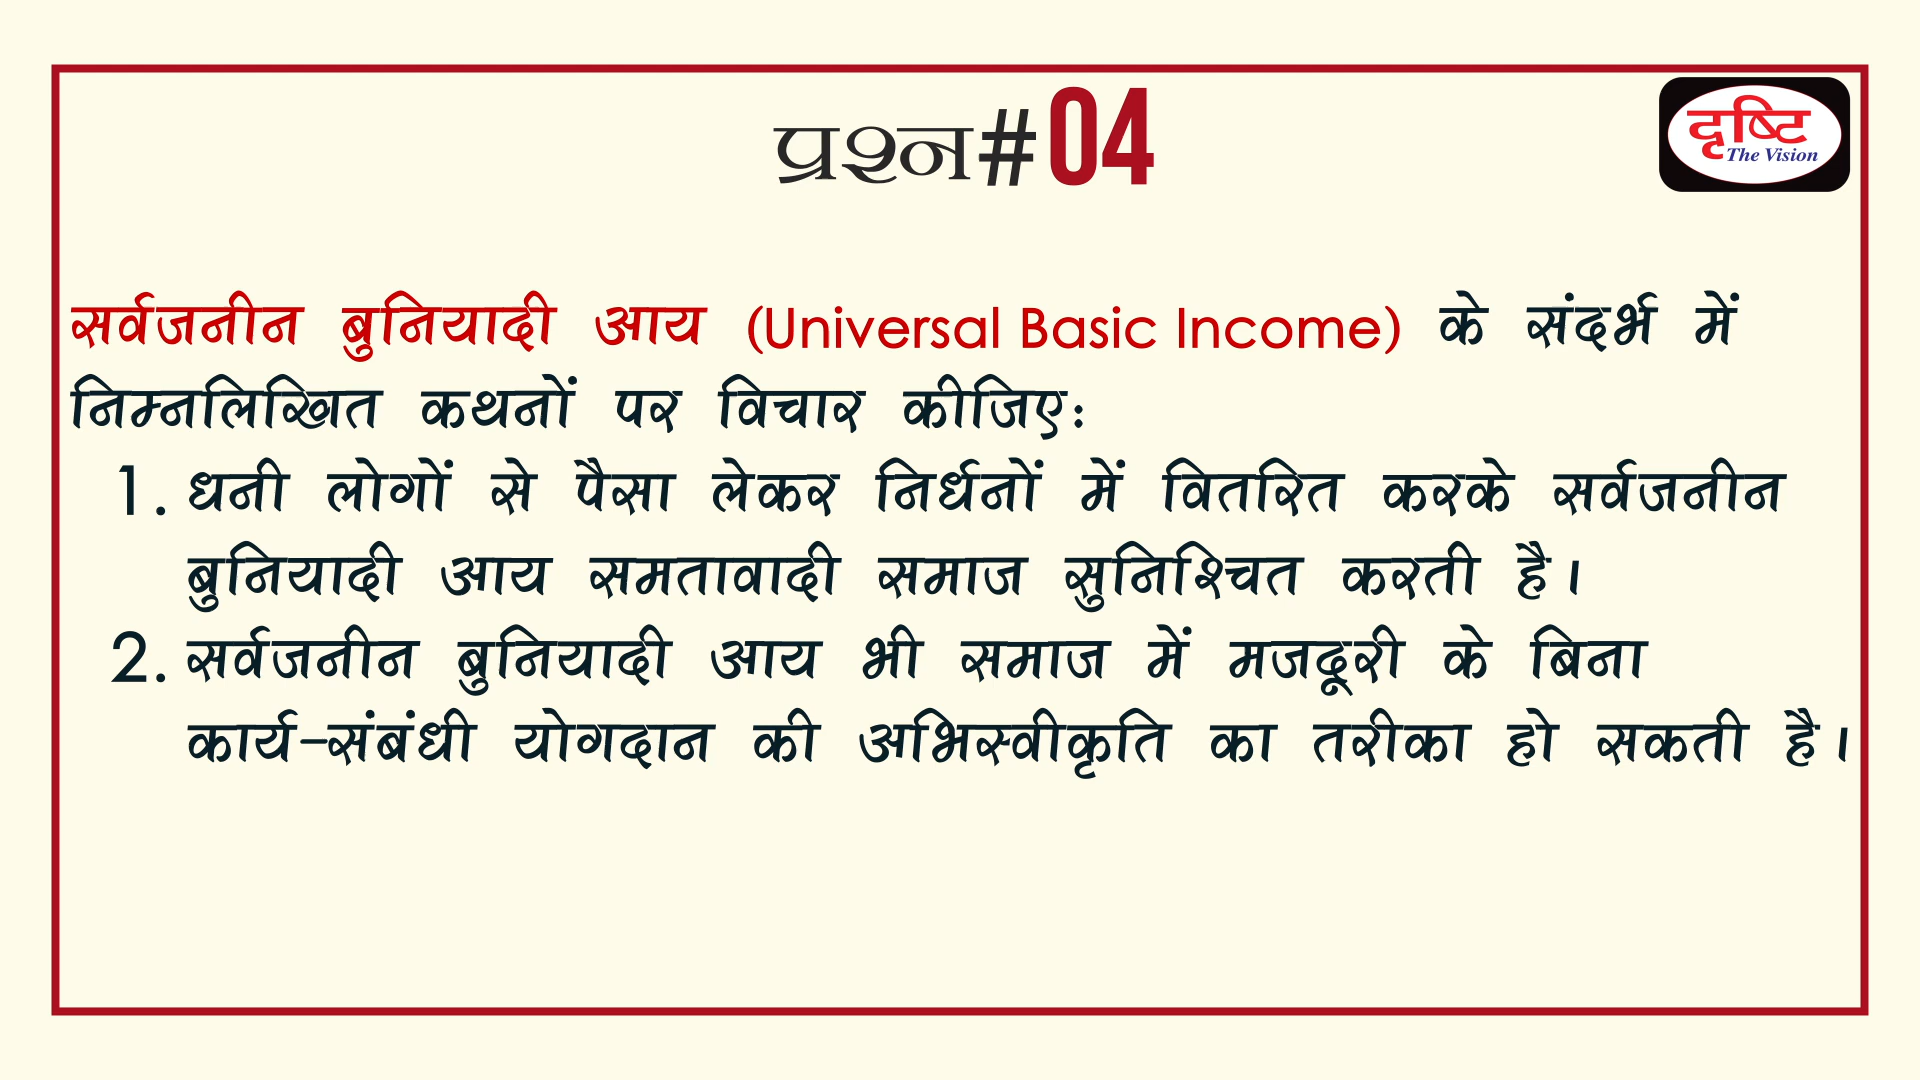 प्रश्न#04
दृष्टि
The Vision
सर्वजनीन बुनियादी आय (Universal Basic Income) के संदर्भ में
निम्नलिखित कथनों पर विचार कीजिए:
1. धनी लोगों से पैसा लेकर निर्धनों में वितरित करके सर्वजनीन
बुनियादी आय समतावादी समाज सुनिश्चित करती है।
2. सर्वजनीन बुनियादी आय भी समाज में मजदूरी के बिना
कार्य-संबंधी योगदान की अभिस्वीकृति का तरीका हो सकती है।